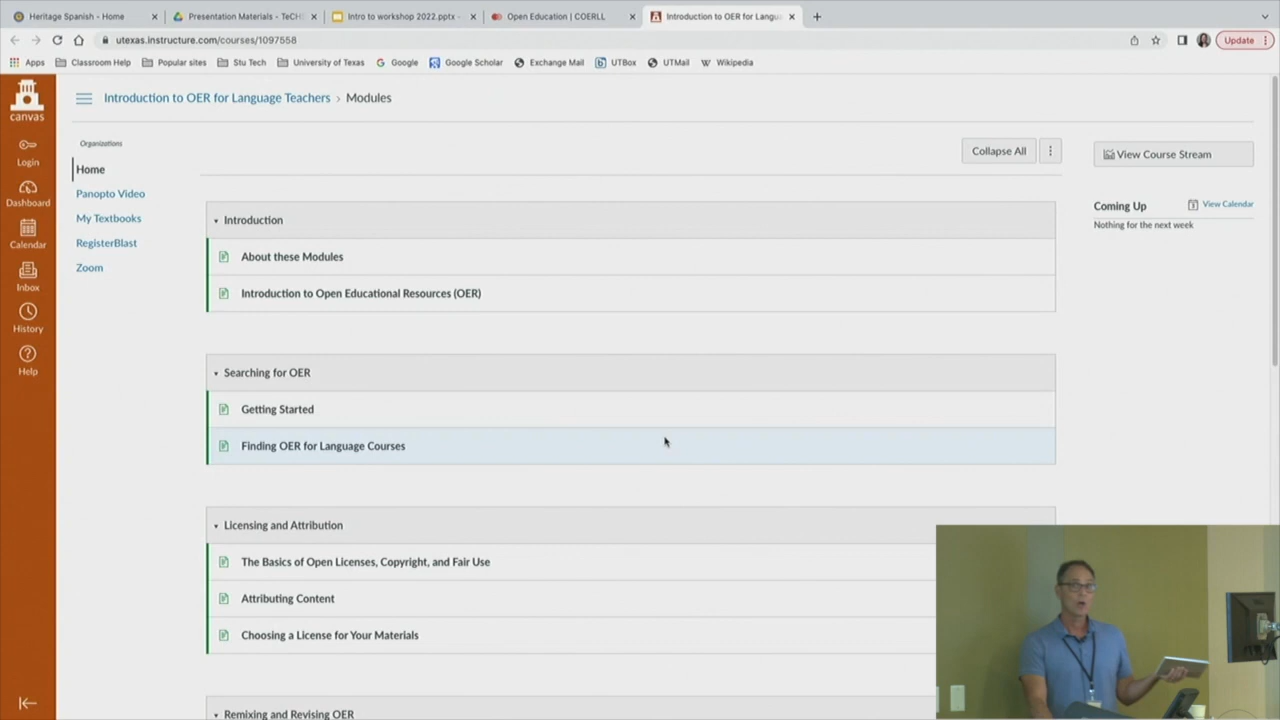 Heritage Spanish - Home
Presentation Materials - TeCH
Intro to workshop 2022.pptx -
Open Education | COERLL
Introduction to OER for Langu
utexas.instructure.com/courses/1097558
Update
Apps
Classroom Help
Popular sites
Stu Tech
University of Texas
Google
Google Scholar
Exchange Mail
UTBox
UTMail
Wikipedia
canvas
Login
Dashboard
Calendar
Inbox
History
Help
Introduction to OER for Language Teachers › Modules
Organizations
Home
Panopto Video
My Textbooks
RegisterBlast
Zoom
Collapse All
Introduction
About these Modules
Introduction to Open Educational Resources (OER)
Searching for OER
Getting Started
Finding OER for Language Courses
Licensing and Attribution
The Basics of Open Licenses, Copyright, and Fair Use
Attributing Content
Choosing a License for Your Materials
Remixing and Revising OER
View Course Stream
Coming Up
View Calendar
Nothing for the next week